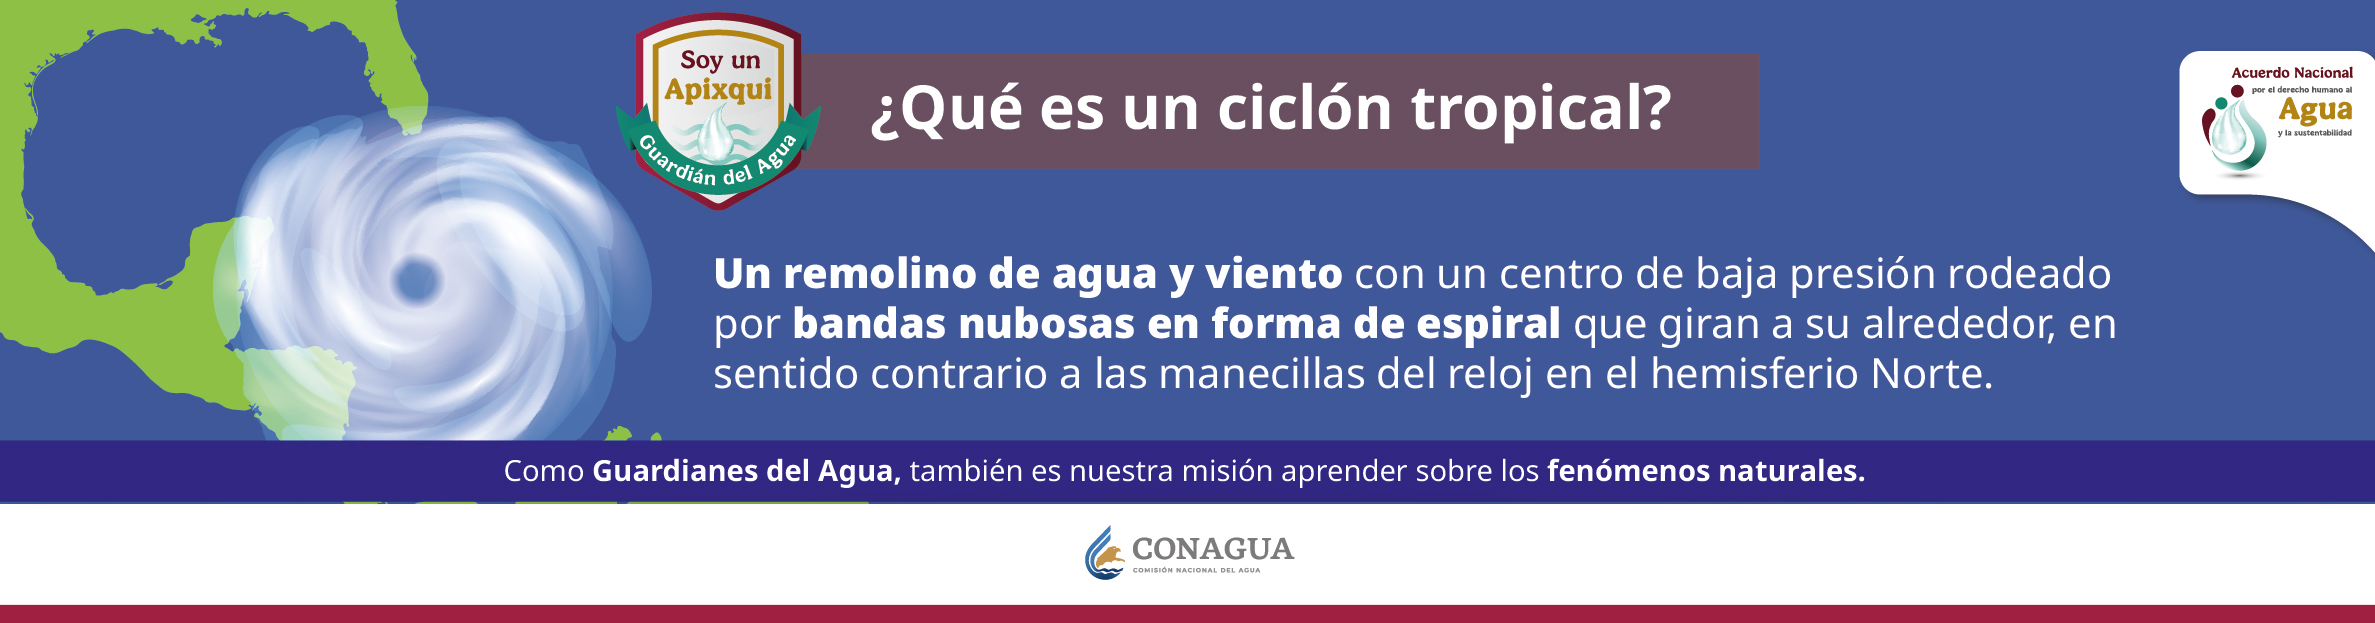 Soy un
Apixqui
Guardián del Agua
¿Qué es un ciclón tropical?
Acuerdo Nacional
por el derecho humano al
Agua
y la sustentabilidad
Un remolino de agua y viento con un centro de baja presión rodeado
por bandas nubosas en forma de espiral que giran a su alrededor, en
sentido contrario a las manecillas del reloj en el hemisferio Norte.
Como Guardianes del Agua, también es nuestra misión aprender sobre los fenómenos naturales.
CONAGUA
COMISIÓN NACIONAL DEL AGUA